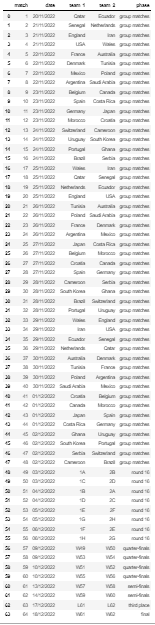 match date team 1 team 2 phase
0 1 20/11/2022 Qatar Ecuador group matches
1 2 21/11/2022 Senegal Netherlands group matches
2 3 21/11/2022 England Iran group matches
3 4 21/11/2022 USA Wales group matches
4 5 22/11/2022 France Australia group matches
5 6 22/11/2022 Denmark Tunisia group matches
6 7 22/11/2022 Mexico Poland group matches
7 8 22/11/2022 Argentina Saudi Arabia group matches
8 9 23/11/2022 Belgium Canada group matches
9 10 23/11/2022 Spain Costa Rica group matches
10 11 23/11/2022 Germany Japan group matches
11 12 23/11/2022 Morocco Croatia group matches
12 13 24/11/2022 Switzerland Cameroon group matches
13 14 24/11/2022 Uruguay South Korea group matches
14 15 24/11/2022 Portugal Ghana group matches
15 16 24/11/2022 Brazil Serbia group matches
16 17 25/11/2022 Wales Iran group matches
17 18 25/11/2022 Qatar Senegal group matches
18 19 25/11/2022 Netherlands Ecuador group matches
19 20 25/11/2022 England USA group matches
20 21 26/11/2022 Tunisia Australia group matches
21 22 26/11/2022 Poland Saudi Arabia group matches
22 23 26/11/2022 France Denmark group matches
23 24 26/11/2022 Argentina Mexico group matches
24 25 27/11/2022 Japan Costa Rica group matches
25 26 27/11/2022 Belgium Morocco group matches
26 27 27/11/2022 Croatia Canada group matches
27 28 27/11/2022 Spain Germany group matches
28 29 28/11/2022 Cameroon Serbia group matches
29 30 28/11/2022 South Korea Ghana group matches
30 31 28/11/2022 Brazil Switzerland group matches
31 32 28/11/2022 Portugal Uruguay group matches
32 33 29/11/2022 Wales England group matches
33 34 29/11/2022 Iran USA group matches
34 35 29/11/2022 Ecuador Senegal group matches
35 36 29/11/2022 Netherlands Qatar group matches
36 37 30/11/2022 Australia Denmark group matches
37 38 30/11/2022 Tunisia France group matches
38 39 30/11/2022 Poland Argentina group matches
39 40 30/11/2022 Saudi Arabia Mexico group matches
40 41 01/12/2022 Croatia Belgium group matches
41 42 01/12/2022 Canada Morocco group matches
42 43 01/12/2022 Japan Spain group matches
43 44 01/12/2022 Costa Rica Germany group matches
44 45 02/12/2022 Ghana Uruguay group matches
45 46 02/12/2022 South Korea Portugal group matches
46 47 02/12/2022 Serbia Switzerland group matches
47 48 02/12/2022 Cameroon Brazil group matches
48 49 03/12/2022 1A 2B round 16
49 50 03/12/2022 1C 2D round 16
50 51 04/12/2022 1B 2A round 16
51 52 04/12/2022 1D 2C round 16
52 53 05/12/2022 1E 2F round 16
53 54 05/12/2022 1G 2H round 16
54 55 06/12/2022 1F 2E round 16
55 56 06/12/2022 1H 2G round 16
56 57 09/12/2022 W49 W50 quarter-finals
57 58 09/12/2022 W53 W54 quarter-finals
58 59 10/12/2022 W51 W52 quarter-finals
59 60 10/12/2022 W55 W56 quarter-finals
60 61 13/12/2022 W57 W58 semi-finals
61 62 14/12/2022 W59 W60 semi-finals
62 63 17/12/2022 L61 L62 third place
63 64 18/12/2022 W61 W62 final